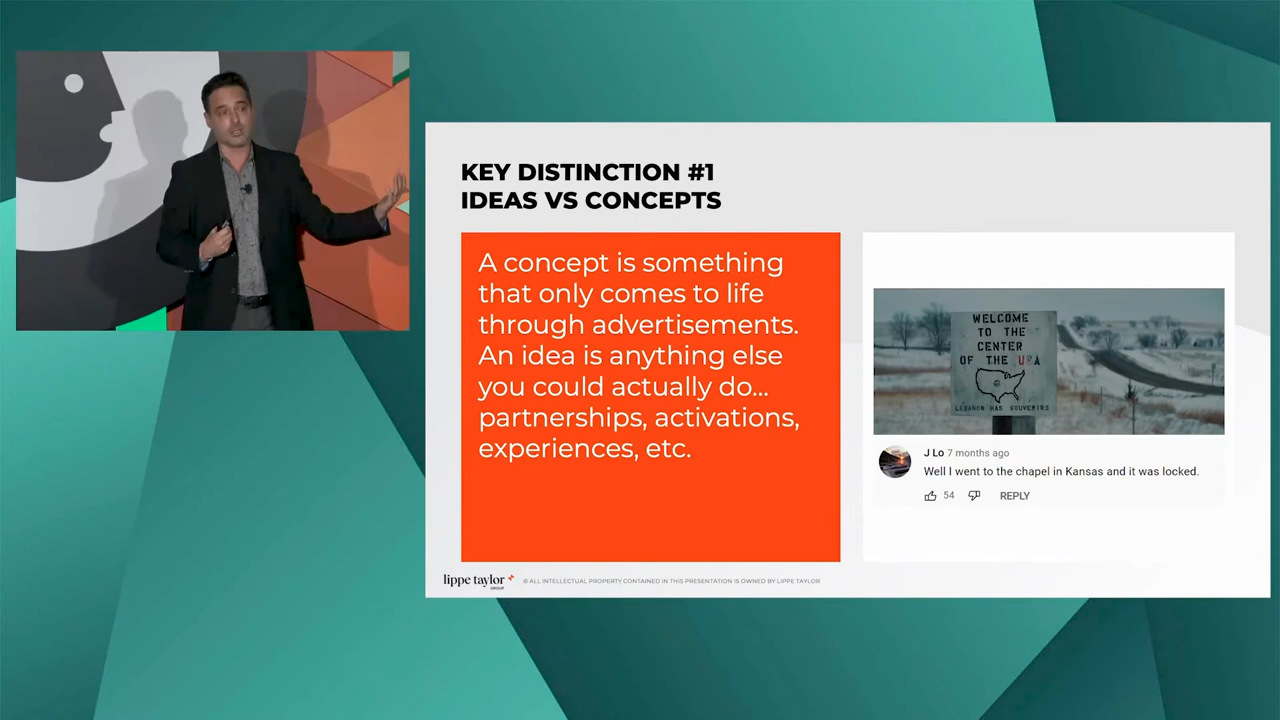 KEY DISTINCTION #1
IDEAS VS CONCEPTS
A concept is something
that only comes to life
through advertisements.
An idea is anything else
you could actually do...
partnerships, activations,
experiences, etc.
WELCOME
TO THE
CENTER
OF THE USA
LEBANON HAS SOUVENIRS
J Lo 7 months ago
Well I went to the chapel in Kansas and it was locked.
54 REPLY
lippe taylor
GROUP
© ALL INTELLECTUAL PROPERTY CONTAINED IN THIS PRESENTATION IS OWNED BY LIPPE TAYLOR